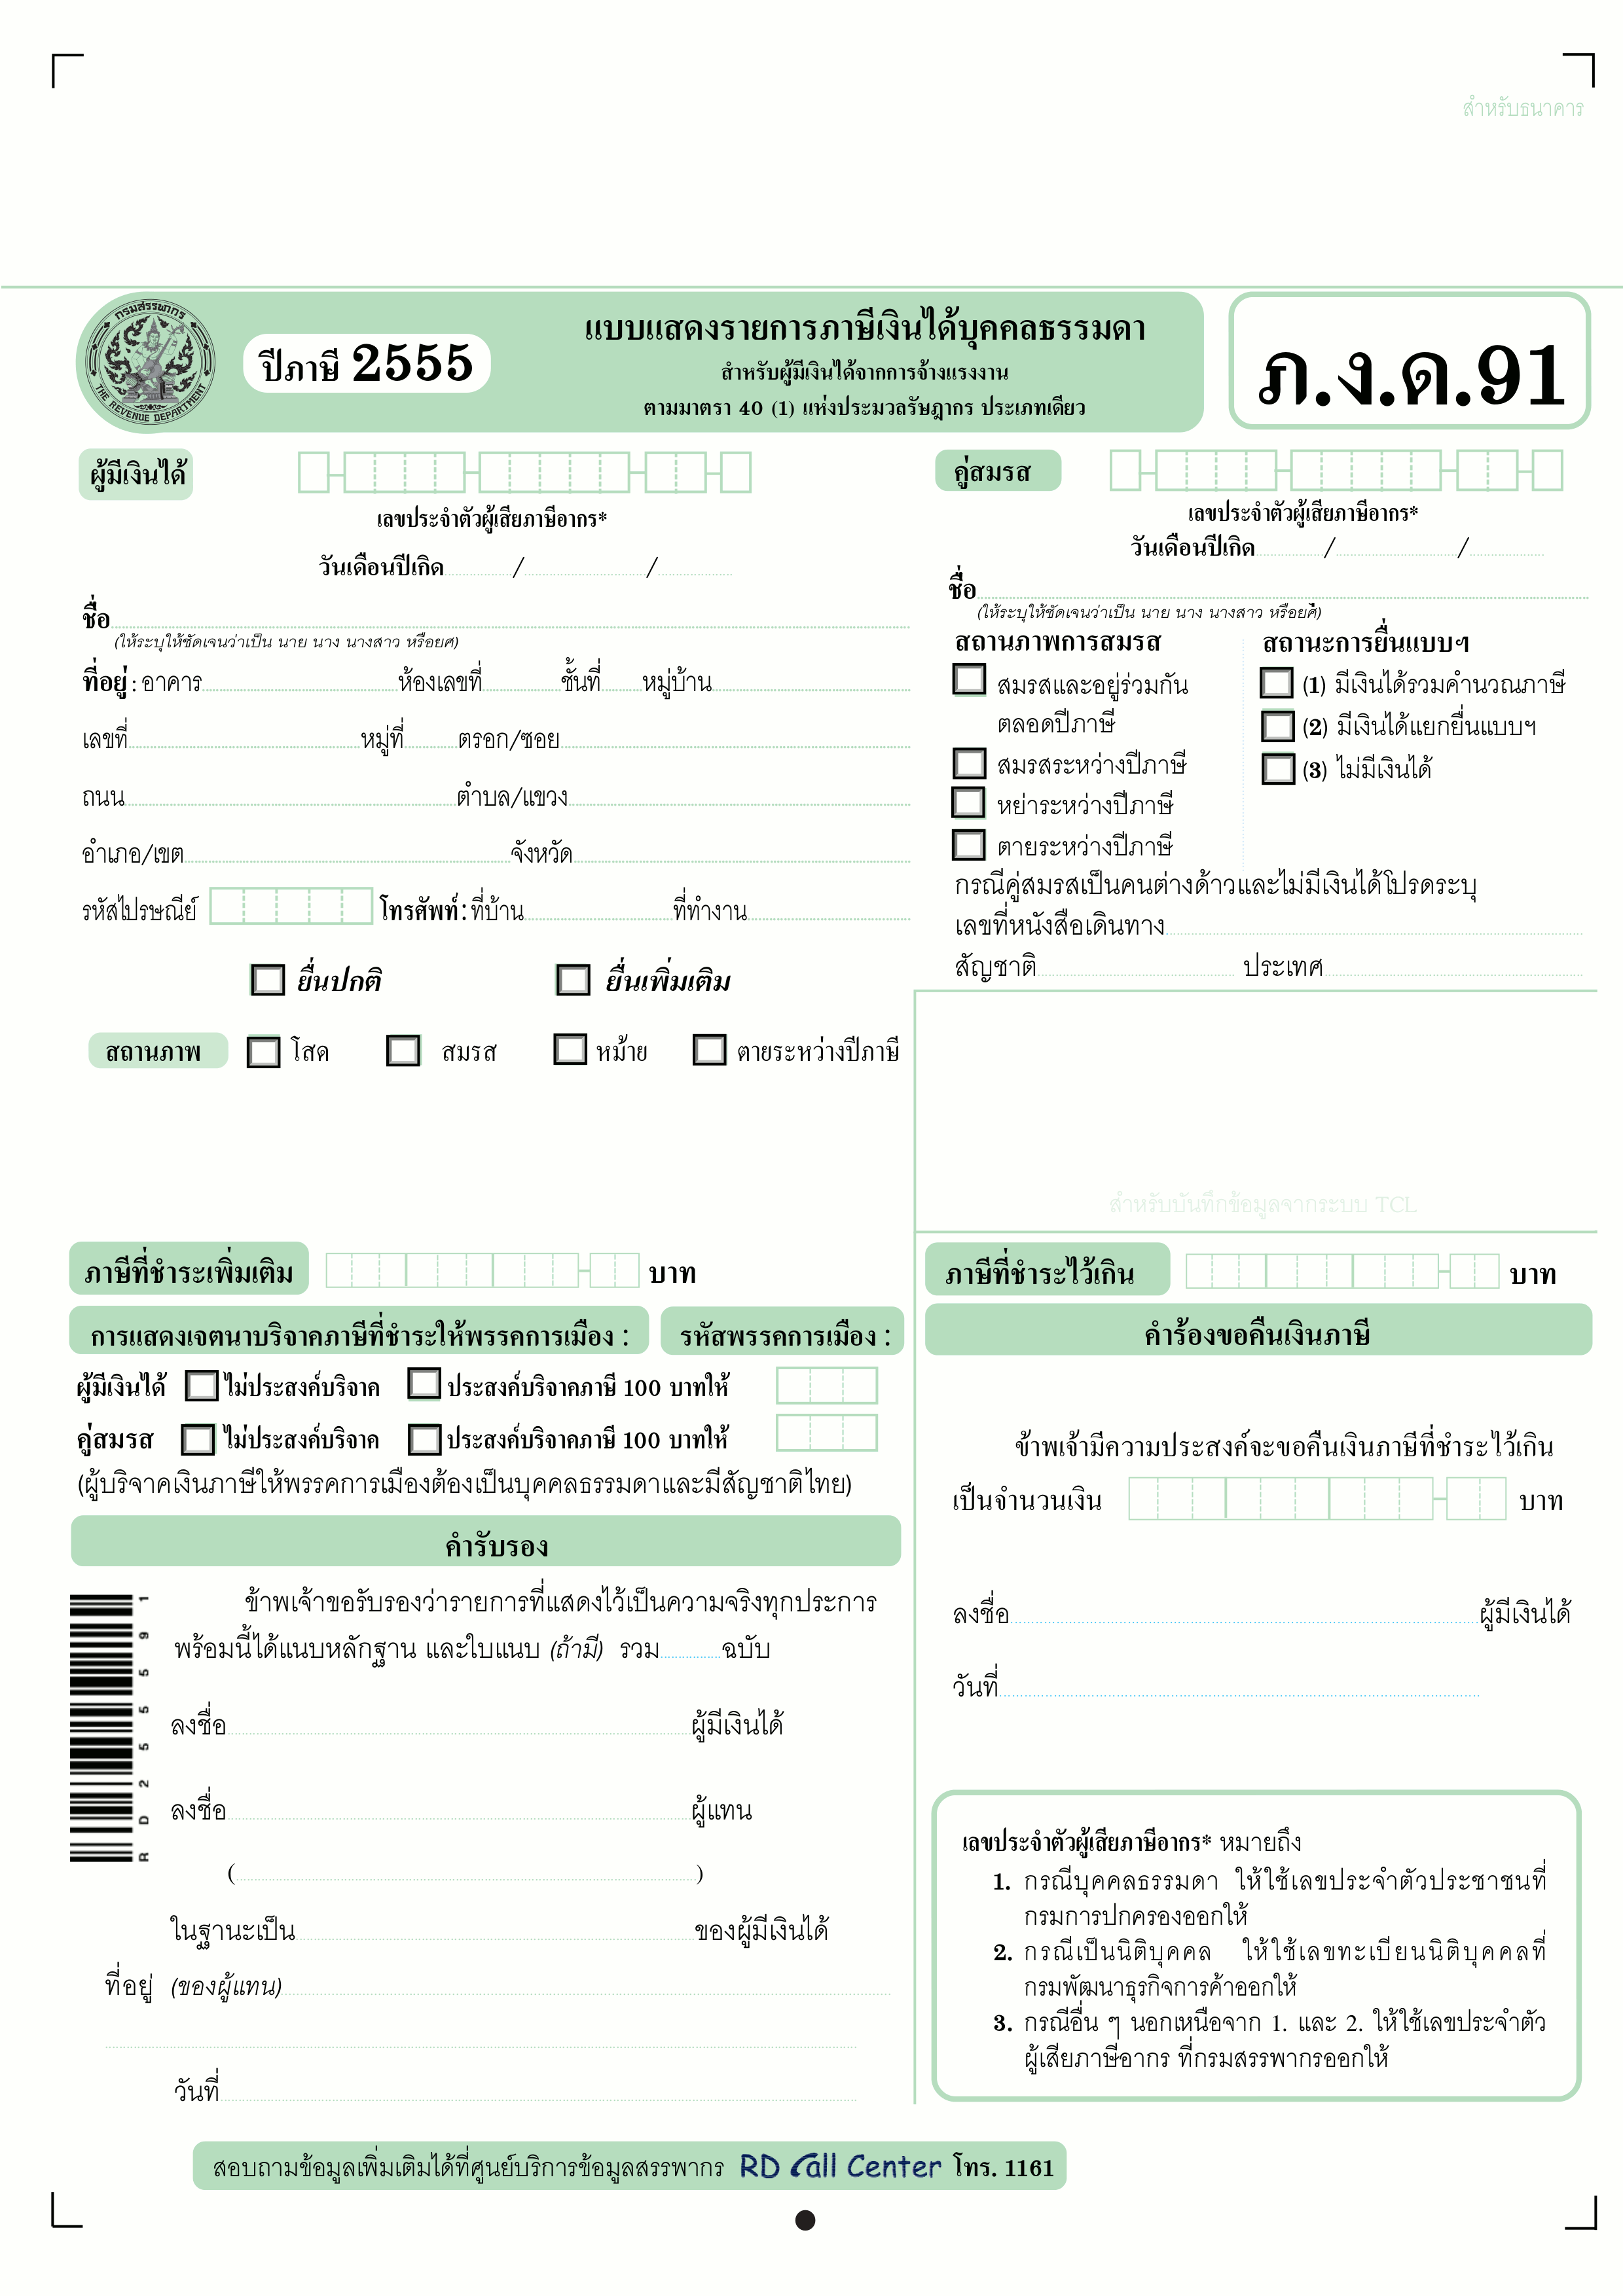 สำหรับธนาคาร
กรมสรรพากร
THE REVENUE DEPARTMENT
ปีภาษี 2555
แบบแสดงรายการภาษีเงินได้บุคคลธรรมดา
สำหรับผู้มีเงินได้จากการจ้างแรงงาน
ตามมาตรา 40 (1) แห่งประมวลรัษฎากร ประเภทเดียว
ภ.ง.ด.91
ผู้มีเงินได้
เลขประจำตัวผู้เสียภาษีอากร*
วันเดือนปีเกิด / /
ชื่อ
(ให้ระบุให้ชัดเจนว่าเป็น นาย นาง นางสาว หรือยศ)
ที่อยู่ : อาคาร ห้องเลขที่ ชั้นที่ หมู่บ้าน
เลขที่ หมู่ที่ ตรอก/ซอย
ถนน ตำบล/แขวง
อำเภอ/เขต จังหวัด
รหัสไปรษณีย์ โทรศัพท์ : ที่บ้าน ที่ทำงาน
ยื่นปกติ ยื่นเพิ่มเติม
สถานภาพ โสด สมรส หม้าย ตายระหว่างปีภาษี
คู่สมรส
เลขประจำตัวผู้เสียภาษีอากร*
วันเดือนปีเกิด / /
ชื่อ
(ให้ระบุให้ชัดเจนว่าเป็น นาย นาง นางสาว หรือยศ)
สถานภาพการสมรส
สมรสและอยู่ร่วมกัน
ตลอดปีภาษี
สมรสระหว่างปีภาษี
หย่าระหว่างปีภาษี
ตายระหว่างปีภาษี
สถานะการยื่นแบบฯ
(1) มีเงินได้รวมคำนวณภาษี
(2) มีเงินได้แยกยื่นแบบฯ
(3) ไม่มีเงินได้
กรณีคู่สมรสเป็นคนต่างด้าวและไม่มีเงินได้โปรดระบุ
เลขที่หนังสือเดินทาง
สัญชาติ ประเทศ
สำหรับบันทึกข้อมูลจากระบบ TCL
ภาษีที่ชำระเพิ่มเติม บาท
การแสดงเจตนาบริจาคภาษีที่ชำระให้พรรคการเมือง : รหัสพรรคการเมือง :
ผู้มีเงินได้ ไม่ประสงค์บริจาค ประสงค์บริจาคภาษี 100 บาทให้
คู่สมรส ไม่ประสงค์บริจาค ประสงค์บริจาคภาษี 100 บาทให้
(ผู้บริจาคเงินภาษีให้พรรคการเมืองต้องเป็นบุคคลธรรมดาและมีสัญชาติไทย)
คำรับรอง
ข้าพเจ้าขอรับรองว่ารายการที่แสดงไว้เป็นความจริงทุกประการ
พร้อมนี้ได้แนบหลักฐาน และใบแนบ (ถ้ามี) รวม ฉบับ
ลงชื่อ ผู้มีเงินได้
ลงชื่อ ผู้แทน
( )
ในฐานะเป็น ของผู้มีเงินได้
ที่อยู่ (ของผู้แทน)
วันที่
RD255591
ภาษีที่ชำระไว้เกิน บาท
คำร้องขอคืนเงินภาษี
ข้าพเจ้ามีความประสงค์จะขอคืนเงินภาษีที่ชำระไว้เกิน
เป็นจำนวนเงิน บาท
ลงชื่อ ผู้มีเงินได้
วันที่
เลขประจำตัวผู้เสียภาษีอากร* หมายถึง
1. กรณีบุคคลธรรมดา ให้ใช้เลขประจำตัวประชาชนที่
กรมการปกครองออกให้
2. กรณีเป็นนิติบุคคล ให้ใช้เลขทะเบียนนิติบุคคลที่
กรมพัฒนาธุรกิจการค้าออกให้
3. กรณีอื่น ๆ นอกเหนือจาก 1. และ 2. ให้ใช้เลขประจำตัว
ผู้เสียภาษีอากร ที่กรมสรรพากรออกให้
สอบถามข้อมูลเพิ่มเติมได้ที่ศูนย์บริการข้อมูลสรรพากร RD Call Center โทร. 1161